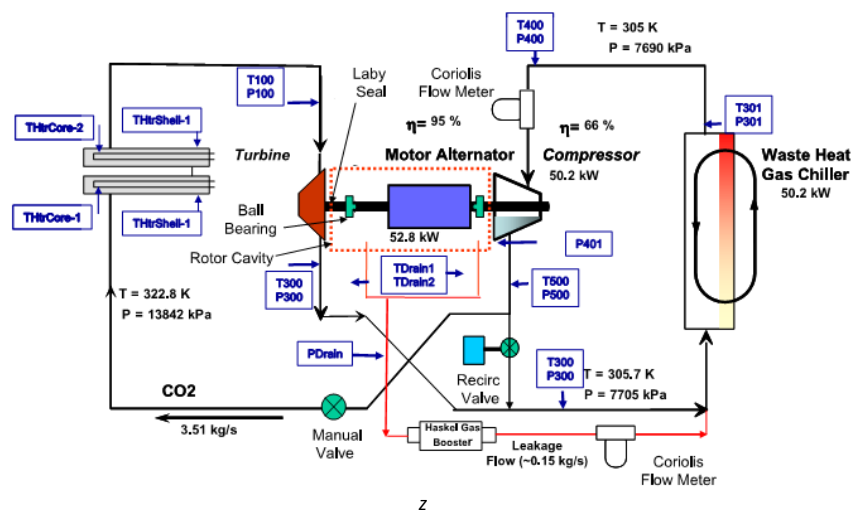 T400
P400
T = 305 K
P = 7690 kPa
Coriolis
Flow Meter
Laby
Seal
T100
P100
T301
P301
THtrCore-2
THtrShell-1
η= 95 %
η= 66 %
Turbine
Motor Alternator
Compressor
50.2 kW
Waste Heat
Gas Chiller
50.2 kW
THtrCore-1
THtrShell-1
Ball
Bearing
Rotor Cavity
52.8 kW
P401
T300
P300
TDrain1
TDrain2
T500
P500
T = 322.8 K
P = 13842 kPa
PDrain
Recirc
Valve
T300
P300
T = 305.7 K
P = 7705 kPa
CO2
3.51 kg/s
Manual
Valve
Haskel Gas
Booster
Leakage
Flow (~0.15 kg/s)
Coriolis
Flow Meter
z